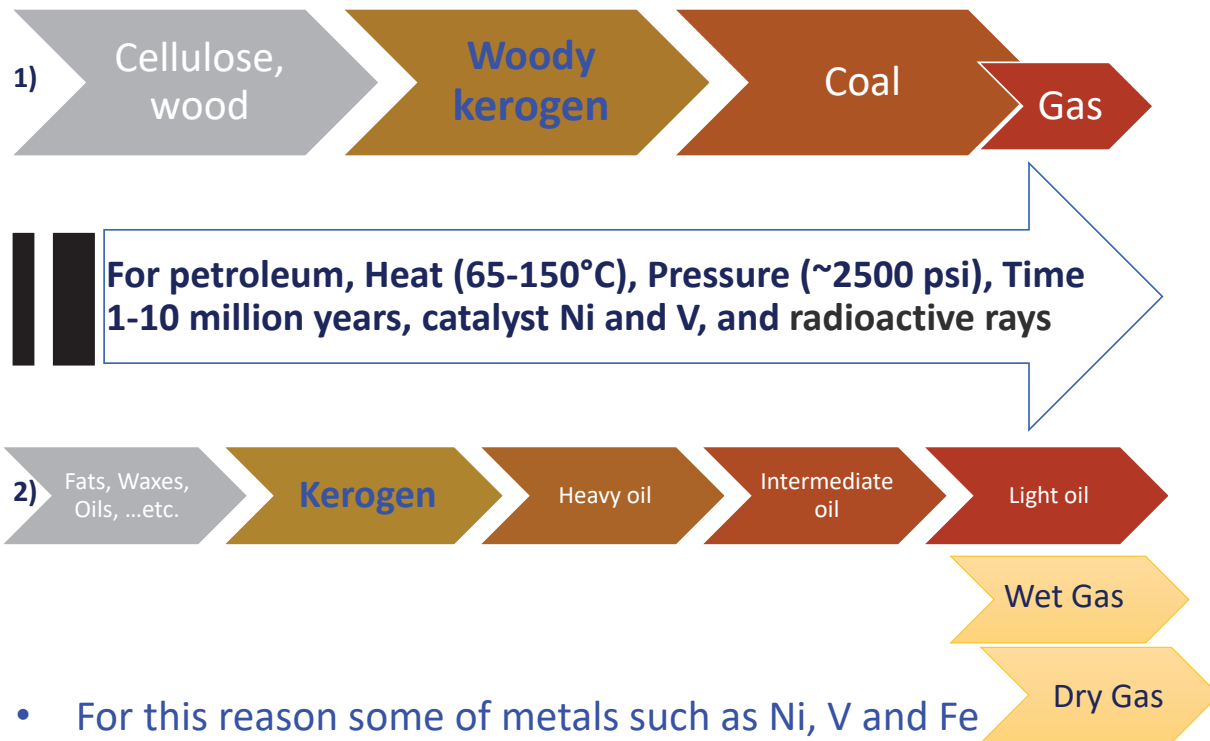 1)
Cellulose,
wood
Woody
kerogen
Coal
Gas
For petroleum, Heat (65-150°C), Pressure (~2500 psi), Time
1-10 million years, catalyst Ni and V, and radioactive rays
2)
Fats, Waxes,
Oils, ...etc.
Kerogen
Heavy oil
Intermediate
oil
Light oil
Wet Gas
Dry Gas
• For this reason some of metals such as Ni, V and Fe